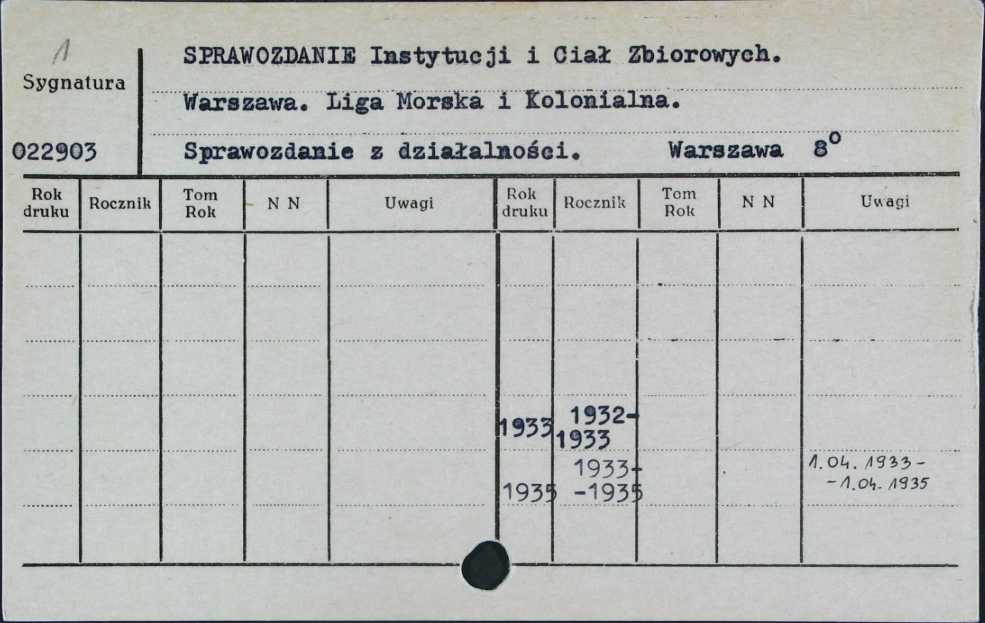 1
SPRAWOZDANIE Instytucji i Ciał Zbiorowych.
Sygnatura
Warszawa. Liga Morska i Kolonialna.
022903
Sprawozdanie z działalności. Warszawa 8⁰
Rok druku Rocznik Tom Rok N N Uwagi Rok druku Rocznik Tom Rok N N Uwagi
1933 1932-1933
1935 1933--1935 1.04.1933-
-1.04.1935